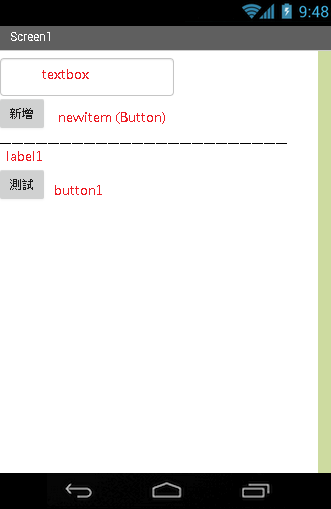 9:48
Screen1
textbox
新增 newitem (Button)
label1
測試 button1